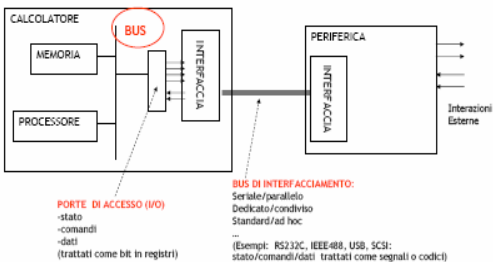 CALCOLATORE
BUS
MEMORIA
PROCESSORE
INTERFACCIA
PERIFERICA
INTERFACCIA
Interazioni
Esterne
PORTE DI ACCESSO (I/O)
-stato
-comandi
-dati
(trattati come bit in registri)
BUS DI INTERFACCIAMENTO:
Seriale/parallelo
Dedicato/condiviso
Standard/ad hoc
...
(Esempi: RS232C, IEEE488, USB, SCSI:
stato/comandi/dati trattati come segnali o codici)